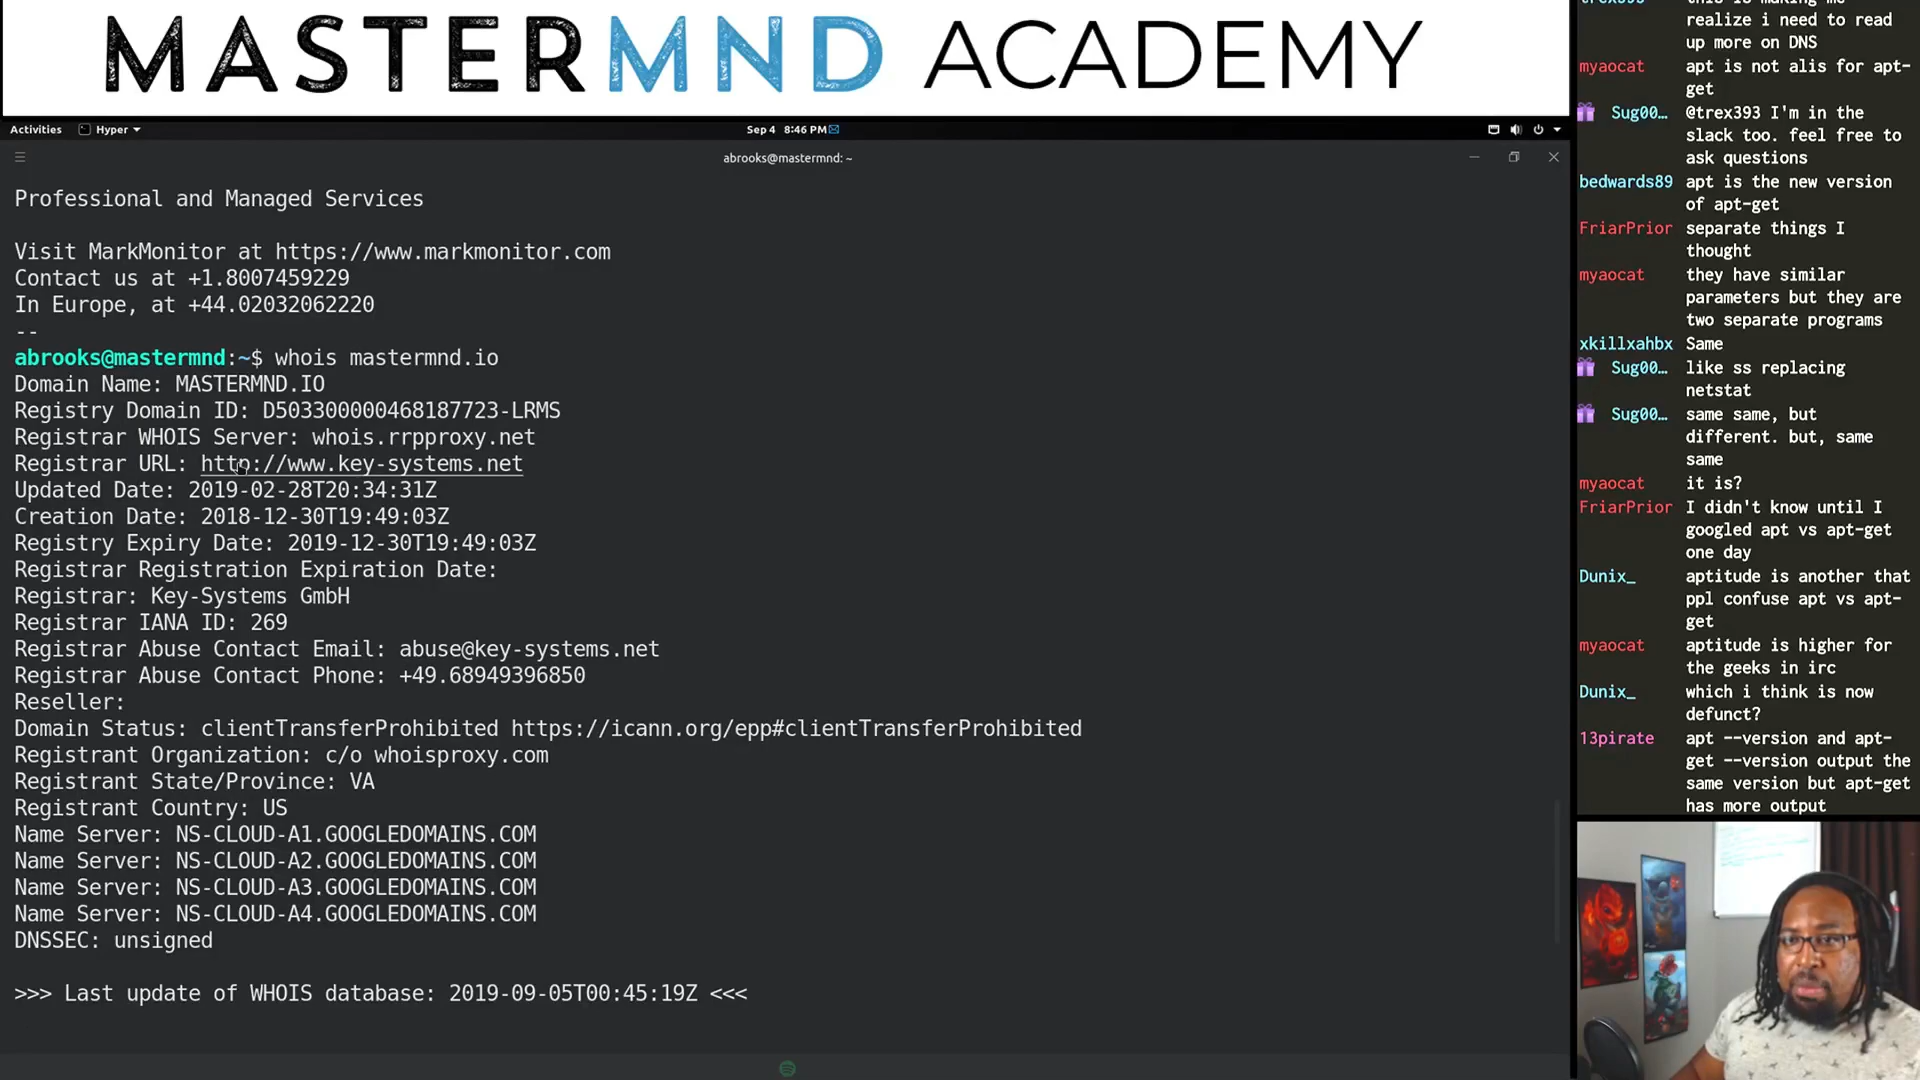 MASTERMND ACADEMY
Activities Hyper Sep 4 8:46 PM
abrooks@mastermnd: ~
Professional and Managed Services
Visit MarkMonitor at https://www.markmonitor.com
Contact us at +1.8007459229
In Europe, at +44.02032062220
--
abrooks@mastermnd:~$ whois mastermnd.io
Domain Name: MASTERMND.IO
Registry Domain ID: D503300000468187723-LRMS
Registrar WHOIS Server: whois.rrpproxy.net
Registrar URL: http://www.key-systems.net
Updated Date: 2019-02-28T20:34:31Z
Creation Date: 2018-12-30T19:49:03Z
Registry Expiry Date: 2019-12-30T19:49:03Z
Registrar Registration Expiration Date:
Registrar: Key-Systems GmbH
Registrar IANA ID: 269
Registrar Abuse Contact Email: abuse@key-systems.net
Registrar Abuse Contact Phone: +49.68949396850
Reseller:
Domain Status: clientTransferProhibited https://icann.org/epp#clientTransferProhibited
Registrant Organization: c/o whoisproxy.com
Registrant State/Province: VA
Registrant Country: US
Name Server: NS-CLOUD-A1.GOOGLEDOMAINS.COM
Name Server: NS-CLOUD-A2.GOOGLEDOMAINS.COM
Name Server: NS-CLOUD-A3.GOOGLEDOMAINS.COM
Name Server: NS-CLOUD-A4.GOOGLEDOMAINS.COM
DNSSEC: unsigned
>>> Last update of WHOIS database: 2019-09-05T00:45:19Z <<<
trex393 this is making me
realize i need to read
up more on DNS
myaocat apt is not alis for apt-
get
Sug00… @trex393 I'm in the
slack too. feel free to
ask questions
bedwards89 apt is the new version
of apt-get
FriarPrior separate things I
thought
myaocat they have similar
parameters but they are
two separate programs
xkillxahbx Same
Sug00… like ss replacing
netstat
Sug00… same same, but
different. but, same
same
myaocat it is?
FriarPrior I didn't know until I
googled apt vs apt-get
one day
Dunix_ aptitude is another that
ppl confuse apt vs apt-
get
myaocat aptitude is higher for
the geeks in irc
Dunix_ which i think is now
defunct?
13pirate apt --version and apt-
get --version output the
same version but apt-get
has more output